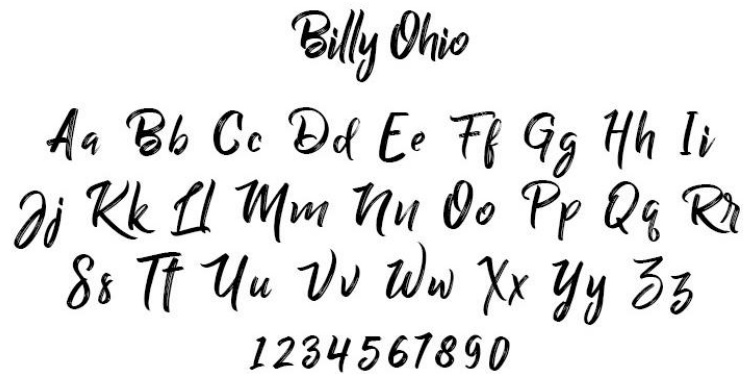 Billy Ohio
Aa Bb Cc Dd Ee Ff Gg Hh Ii
Jj Kk Ll Mm Nn Oo Pp Qq Rr
Ss Tt Uu Vv Ww Xx Yy Zz
1234567890